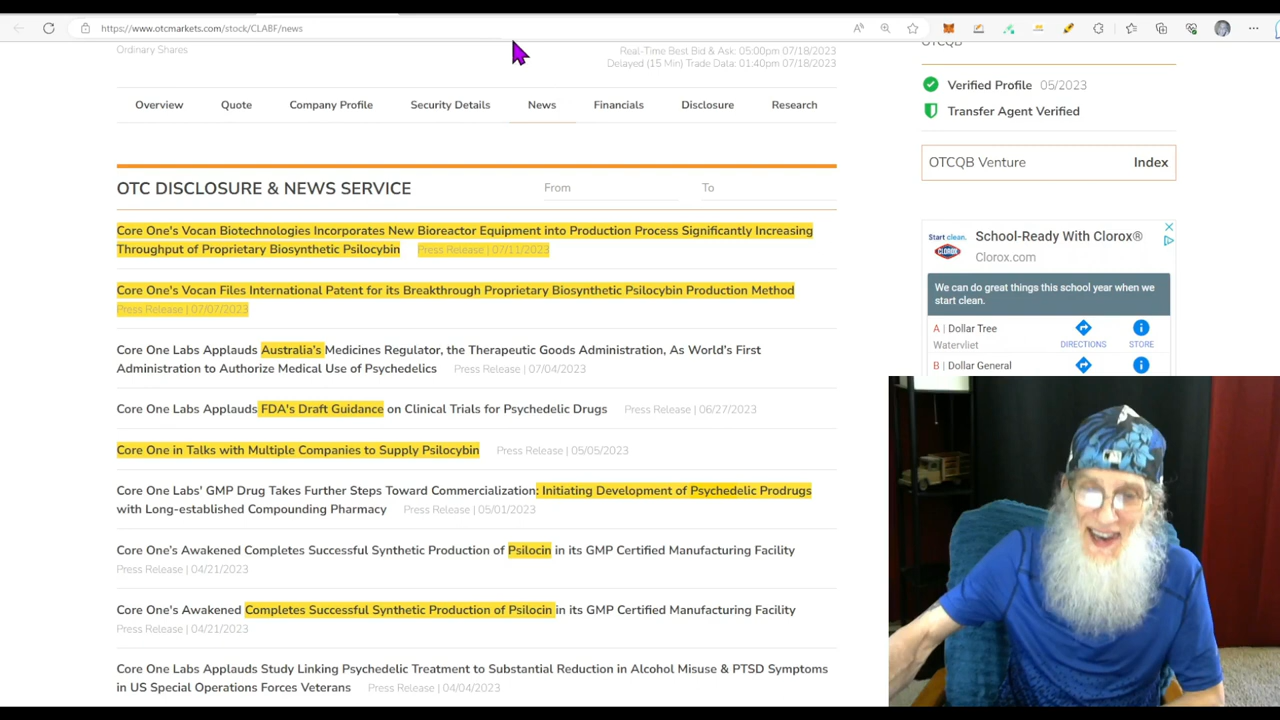 https://www.otcmarkets.com/stock/CLABF/news
Ordinary Shares
Real-Time Best Bid & Ask: 05:00pm 07/18/2023
Delayed (15 Min) Trade Data: 01:40pm 07/18/2023
OTCQB
Verified Profile 05/2023
Transfer Agent Verified
Overview Quote Company Profile Security Details News Financials Disclosure Research
OTCQB Venture Index
OTC DISCLOSURE & NEWS SERVICE From To
Core One's Vocan Biotechnologies Incorporates New Bioreactor Equipment into Production Process Significantly Increasing
Throughput of Proprietary Biosynthetic Psilocybin Press Release | 07/11/2023
Core One's Vocan Files International Patent for its Breakthrough Proprietary Biosynthetic Psilocybin Production Method
Press Release | 07/07/2023
Core One Labs Applauds Australia's Medicines Regulator, the Therapeutic Goods Administration, As World's First
Administration to Authorize Medical Use of Psychedelics Press Release | 07/04/2023
Core One Labs Applauds FDA's Draft Guidance on Clinical Trials for Psychedelic Drugs Press Release | 06/27/2023
Core One in Talks with Multiple Companies to Supply Psilocybin Press Release | 05/05/2023
Core One Labs' GMP Drug Takes Further Steps Toward Commercialization: Initiating Development of Psychedelic Prodrugs
with Long-established Compounding Pharmacy Press Release | 05/01/2023
Core One's Awakened Completes Successful Synthetic Production of Psilocin in its GMP Certified Manufacturing Facility
Press Release | 04/21/2023
Core One's Awakened Completes Successful Synthetic Production of Psilocin in its GMP Certified Manufacturing Facility
Press Release | 04/21/2023
Core One Labs Applauds Study Linking Psychedelic Treatment to Substantial Reduction in Alcohol Misuse & PTSD Symptoms
in US Special Operations Forces Veterans Press Release | 04/04/2023
Start clean.
CLOROX
School-Ready With Clorox®
Clorox.com
We can do great things this school year when we
start clean.
A | Dollar Tree
Watervliet
DIRECTIONS STORE
B | Dollar General